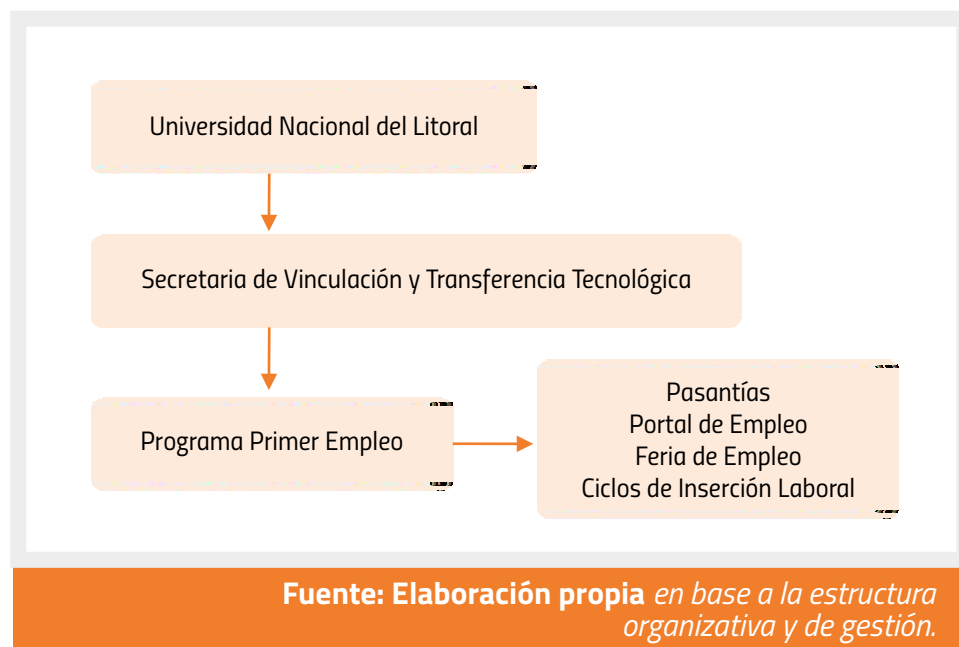 Universidad Nacional del Litoral
Secretaria de Vinculación y Transferencia Tecnológica
Programa Primer Empleo
Pasantías
Portal de Empleo
Feria de Empleo
Ciclos de Inserción Laboral
Fuente: Elaboración propia en base a la estructura
organizativa y de gestión.